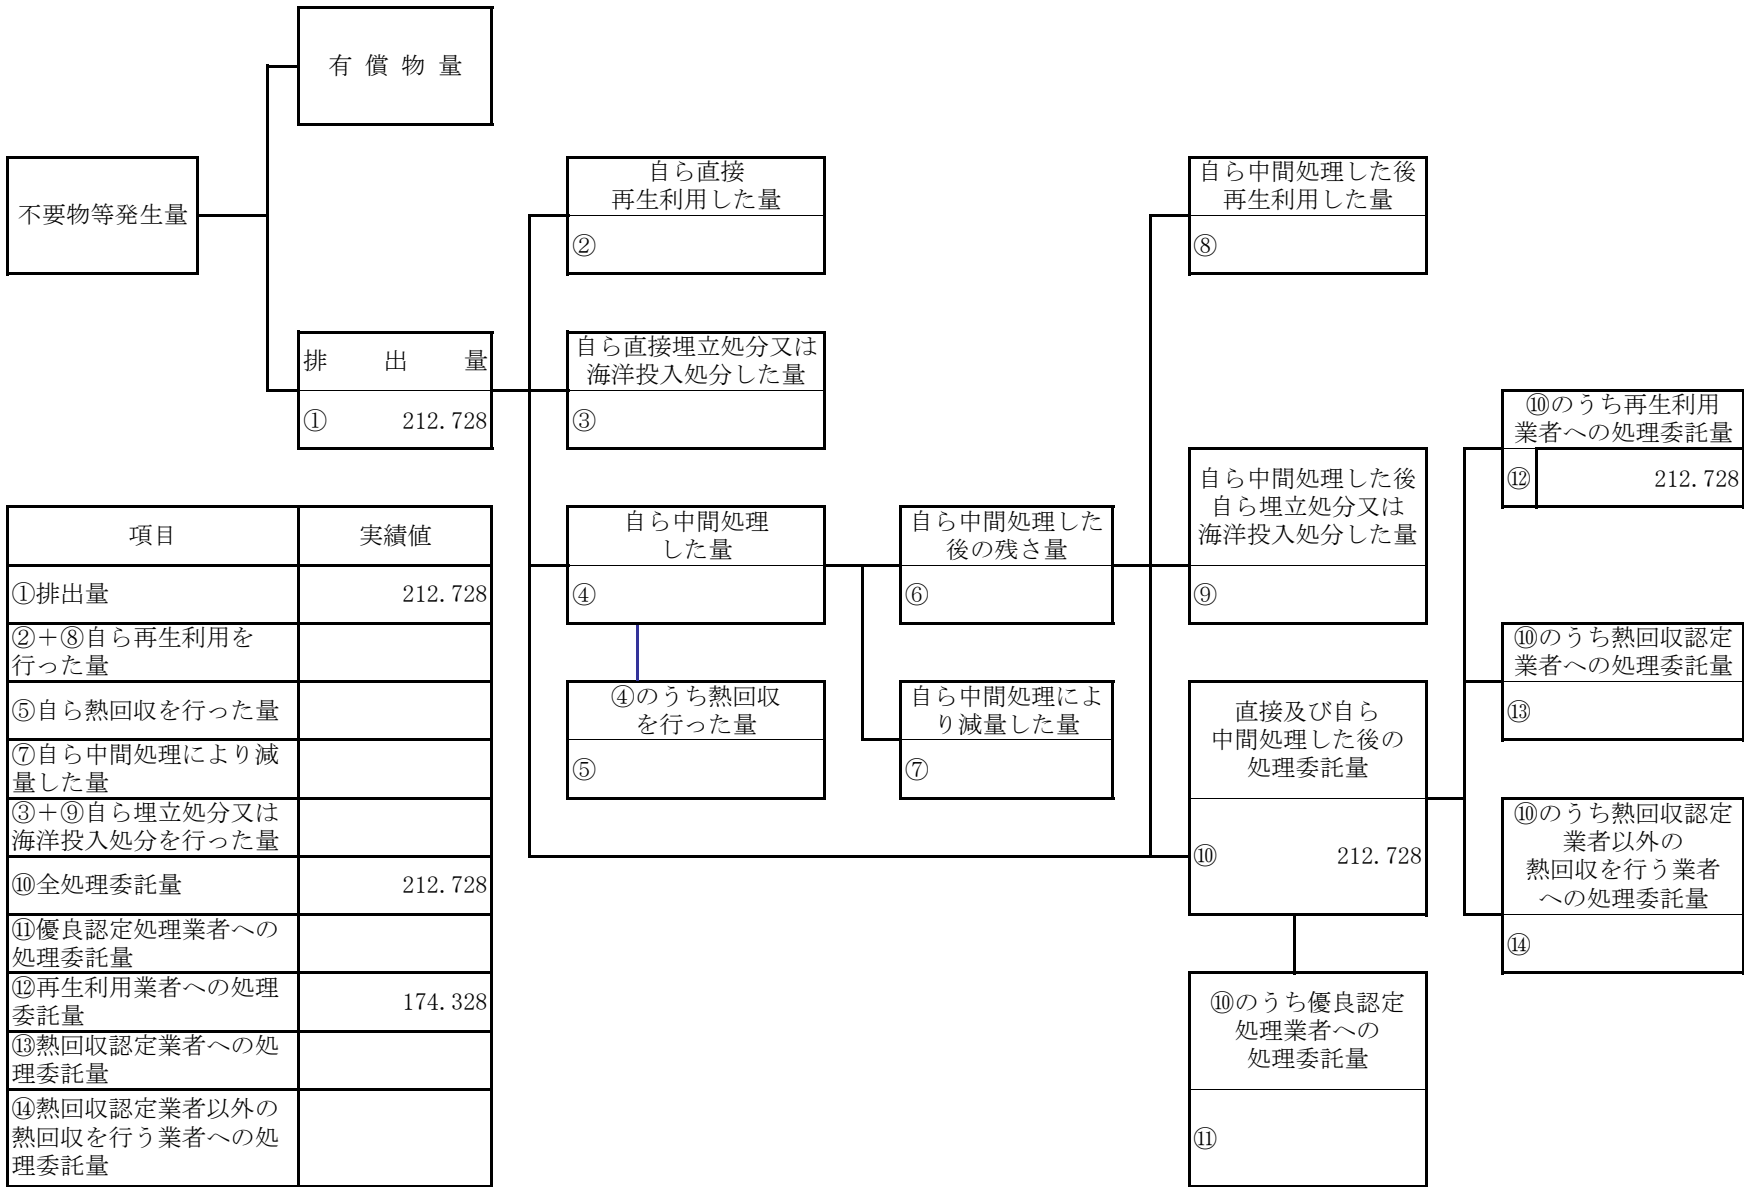 有 償 物 量
不要物等発生量
自ら直接
再生利用した量
②
自ら中間処理した後
再生利用した量
⑧
排 出 量
① 212.728
自ら直接埋立処分又は
海洋投入処分した量
③
⑩のうち再生利用
業者への処理委託量
⑫ 212.728
自ら中間処理した後
自ら埋立処分又は
海洋投入処分した量
⑨
自ら中間処理
した量
④
自ら中間処理した
後の残さ量
⑥
⑩のうち熱回収認定
業者への処理委託量
⑬
④のうち熱回収
を行った量
⑤
自ら中間処理によ
り減量した量
⑦
直接及び自ら
中間処理した後の
処理委託量
⑩ 212.728
⑩のうち熱回収認定
業者以外の
熱回収を行う業者
への処理委託量
⑭
⑩のうち優良認定
処理業者への
処理委託量
⑪
項目 実績値
①排出量 212.728
②＋⑧自ら再生利用を
行った量
⑤自ら熱回収を行った量
⑦自ら中間処理により減
量した量
③＋⑨自ら埋立処分又は
海洋投入処分を行った量
⑩全処理委託量 212.728
⑪優良認定処理業者への
処理委託量
⑫再生利用業者への処理
委託量 174.328
⑬熱回収認定業者への処
理委託量
⑭熱回収認定業者以外の
熱回収を行う業者への処
理委託量